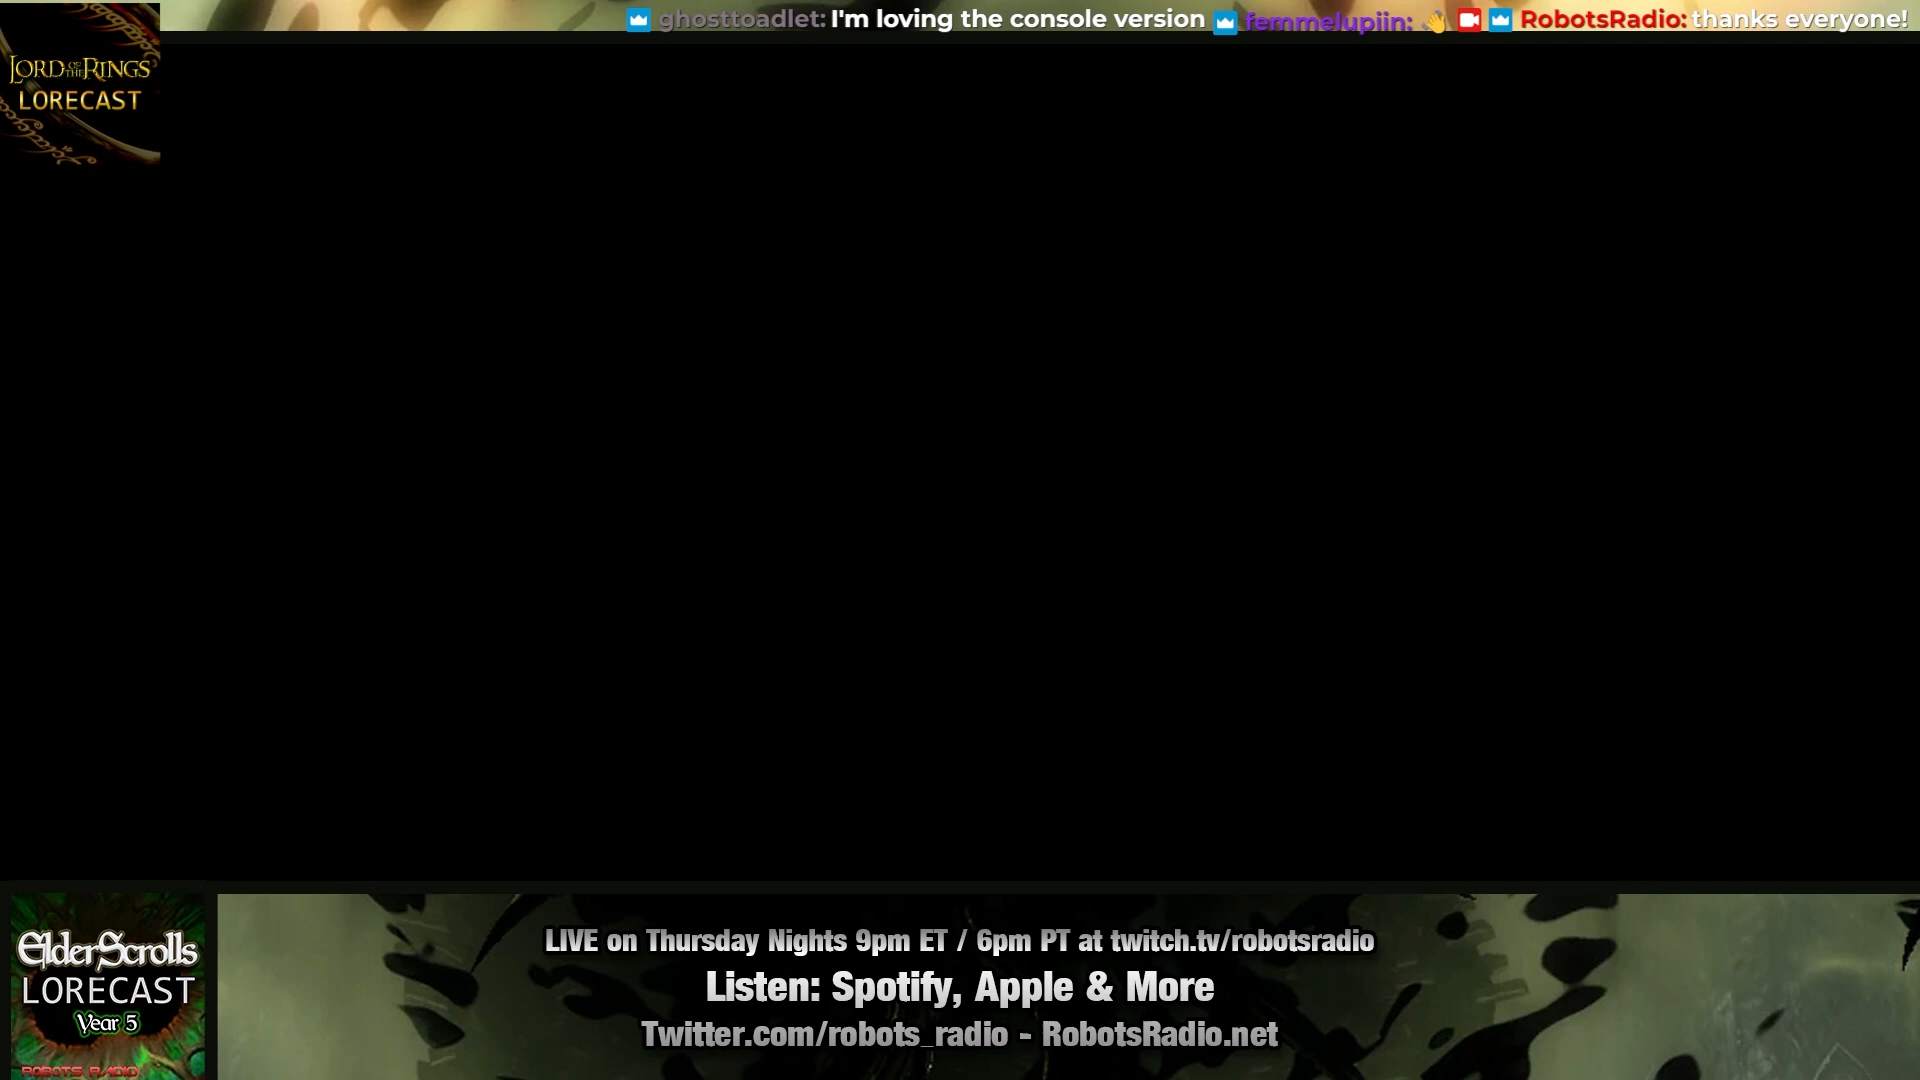 ghosttoadlet: I'm loving the console version femmelupiin: 👋 RobotsRadio: thanks everyone!
LORD OF THE RINGS
LORECAST
ElderScrolls
LORECAST
Year 5
ROBOTS RADIO
LIVE on Thursday Nights 9pm ET / 6pm PT at twitch.tv/robotsradio
Listen: Spotify, Apple & More
Twitter.com/robots_radio - RobotsRadio.net